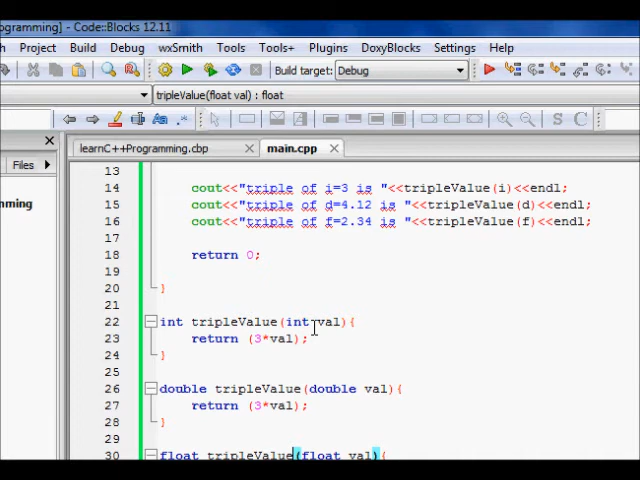 rogramming] - Code::Blocks 12.11
h Project Build Debug wxSmith Tools Tools+ Plugins DoxyBlocks Settings Help
Build target: Debug
tripleValue(float val) : float
Aa .*
S C
learnC++Programming.cbp main.cpp
Files
mming
13
14 cout<<"triple of i=3 is "<<tripleValue(i)<<endl;
15 cout<<"triple of d=4.12 is "<<tripleValue(d)<<endl;
16 cout<<"triple of f=2.34 is "<<tripleValue(f)<<endl;
17
18 return 0;
19
20 }
21
22 int tripleValue(int val){
23 return (3*val);
24 }
25
26 double tripleValue(double val){
27 return (3*val);
28 }
29
30 float tripleValue(float val){